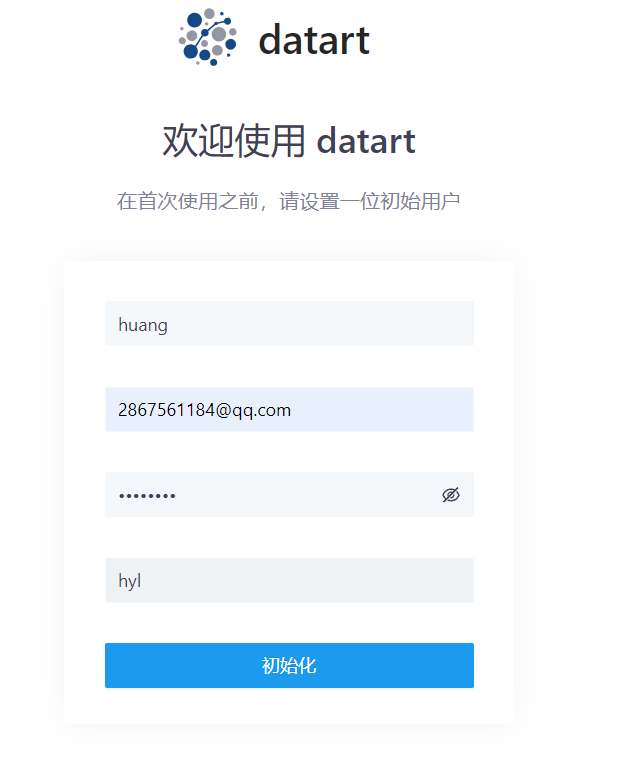 datart
欢迎使用 datart
在首次使用之前，请设置一位初始用户
huang
2867561184@qq.com
••••••••
hyl
初始化